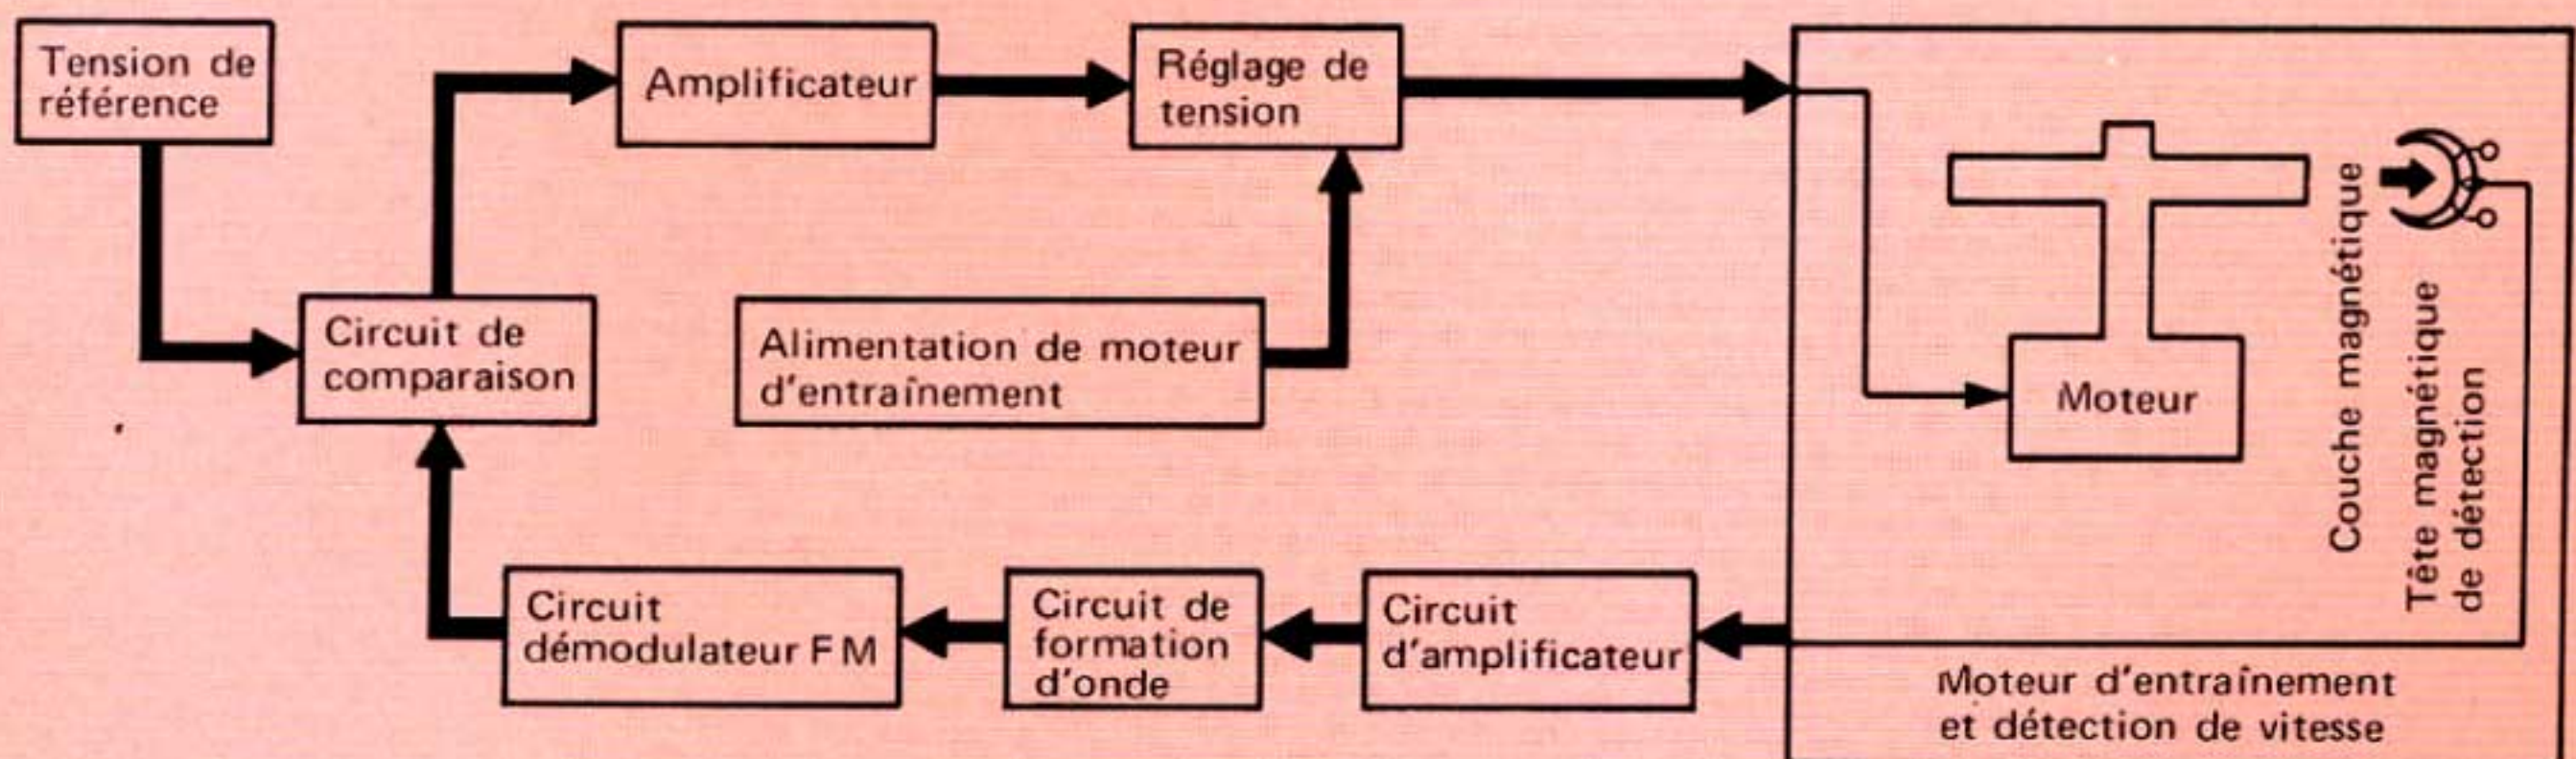 Tension de
référence
Amplificateur
Réglage de
tension
Circuit de
comparaison
Alimentation de moteur
d'entraînement
Moteur
Couche magnétique
Tête magnétique
de détection
Circuit
démodulateur FM
Circuit de
formation
d'onde
Circuit
d'amplificateur
Moteur d'entraînement
et détection de vitesse